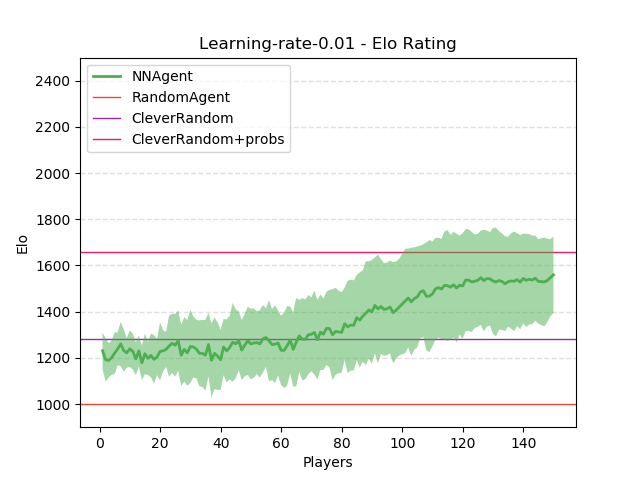 Learning-rate-0.01 - Elo Rating
NNAgent
RandomAgent
CleverRandom
CleverRandom+probs
2400
2200
2000
1800
1600
1400
1200
1000
Elo
0 20 40 60 80 100 120 140
Players